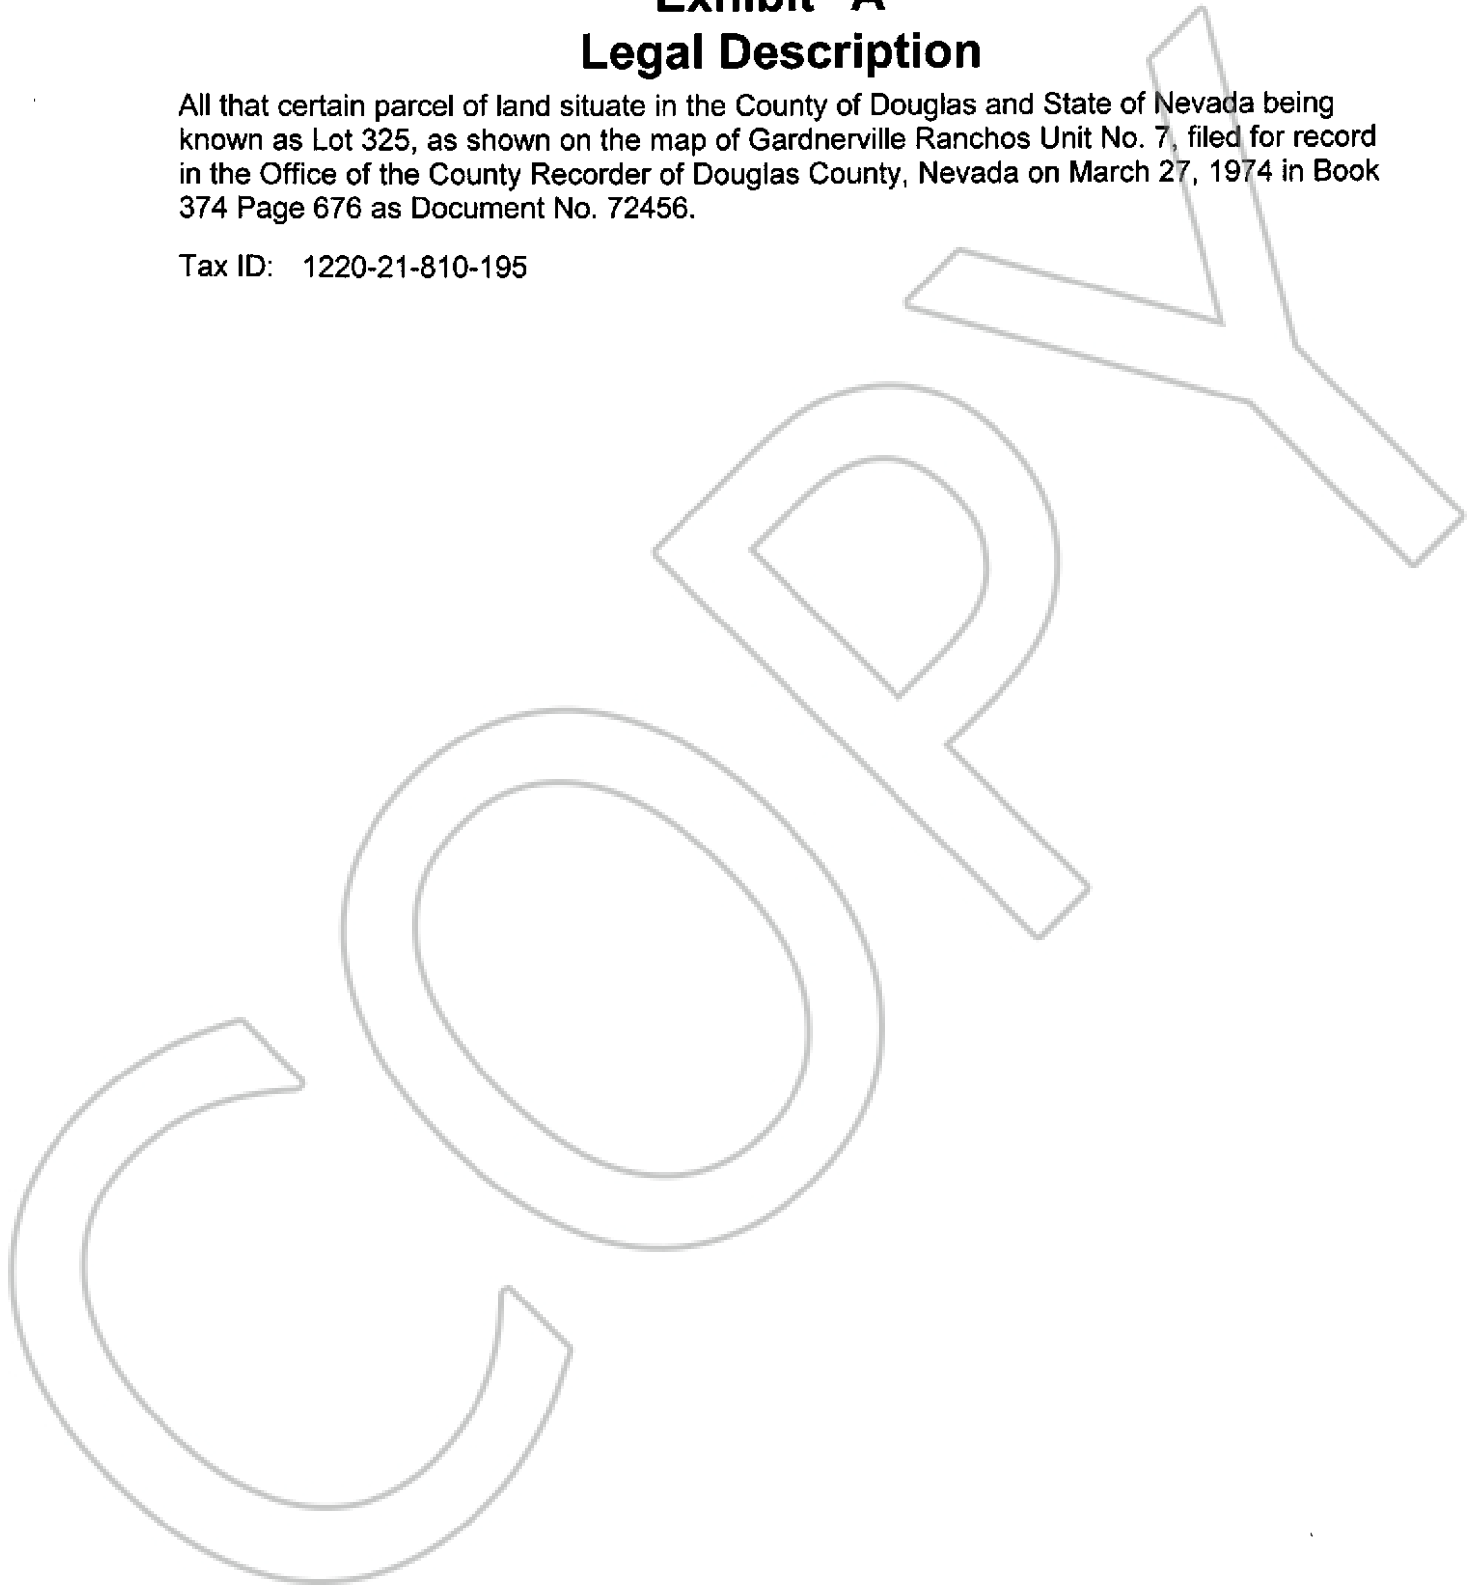 Exhibit "A"
Legal Description
All that certain parcel of land situate in the County of Douglas and State of Nevada being
known as Lot 325, as shown on the map of Gardnerville Ranchos Unit No. 7, filed for record
in the Office of the County Recorder of Douglas County, Nevada on March 27, 1974 in Book
374 Page 676 as Document No. 72456.
Tax ID: 1220-21-810-195
COPY